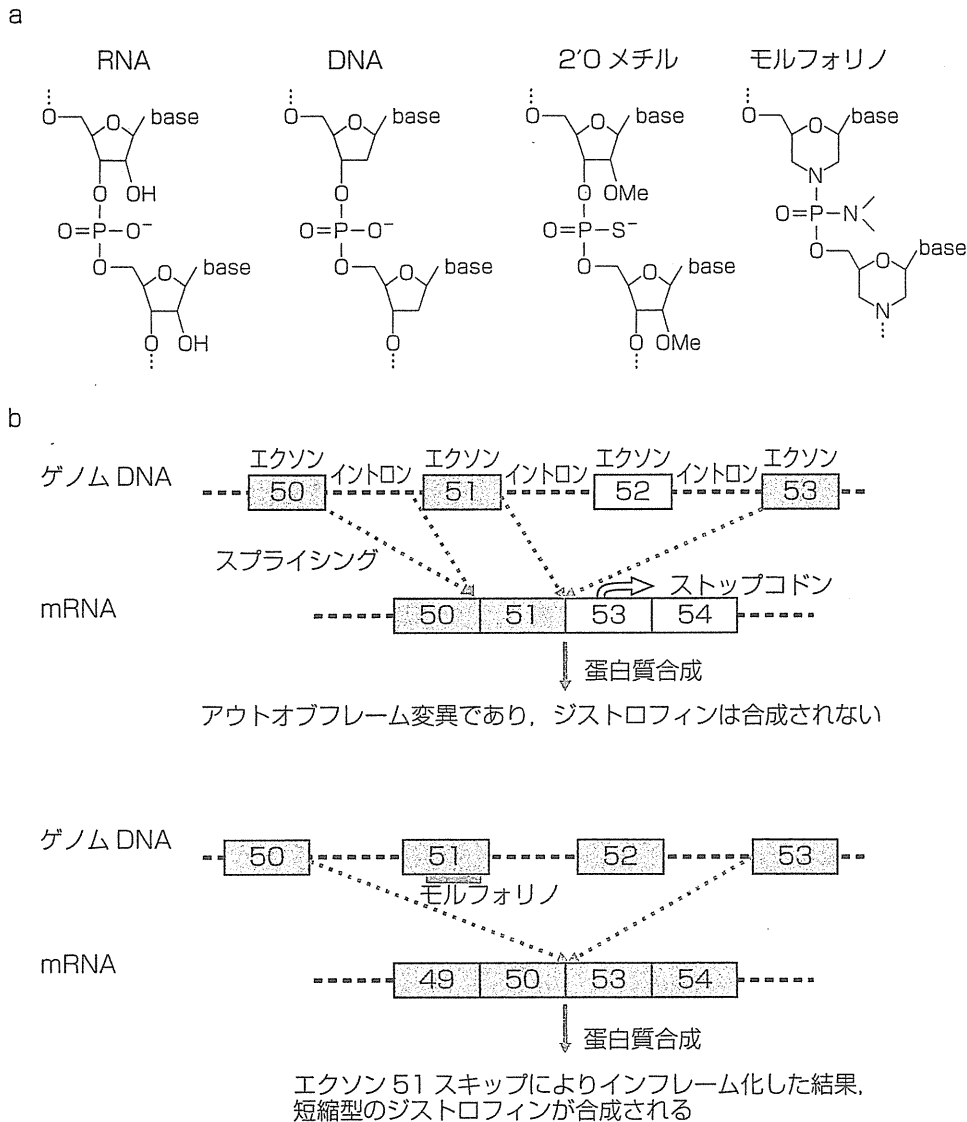 a
RNA DNA 2'O メチル モルフォリノ
O O base
O O base
O O base
O O base
O OH
O
O OMe
N
O=P-O⁻
O=P-O⁻
O=P-S⁻
O=P-N
O O base
O O base
O O base
O O base
O OH
O
O OMe
N
b
エクソン イントロン エクソン イントロン エクソン イントロン エクソン
ゲノム DNA 50 51 52 53
スプライシング
ストップコドン
mRNA 50 51 53 54
蛋白質合成
アウトオブフレーム変異であり，ジストロフィンは合成されない
ゲノム DNA 50 51 52 53
モルフォリノ
mRNA 49 50 53 54
蛋白質合成
エクソン 51 スキップによりインフレーム化した結果，
短縮型のジストロフィンが合成される